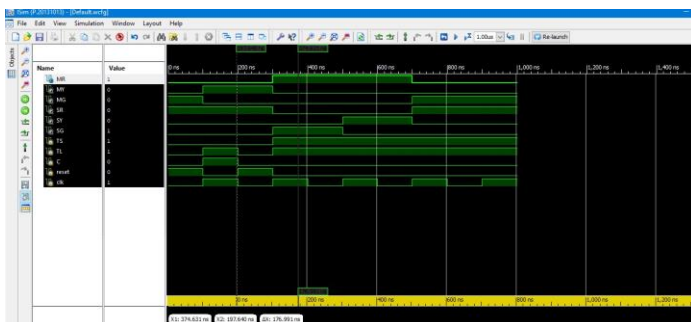 ISim (P.20131013) - [Default.wcfg]
File Edit View Simulation Window Layout Help
1.00us Re-launch
Objects
Name Value
0 ns 200 ns 400 ns 600 ns 800 ns 1,000 ns 1,200 ns 1,400 ns
MR 1
MY 0
MG 0
SR 0
SY 0
SG 1
TS 1
TL 1
C 0
reset 0
clk 1
0 ns 200 ns 400 ns 600 ns 800 ns 1,000 ns 1,200 ns
X1: 374.631 ns X2: 197.640 ns ΔX: 176.991 ns